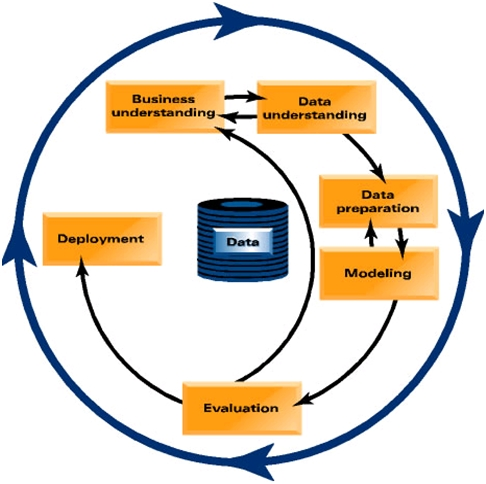 Business
understanding
Data
understanding
Data
preparation
Deployment
Data
Modeling
Evaluation